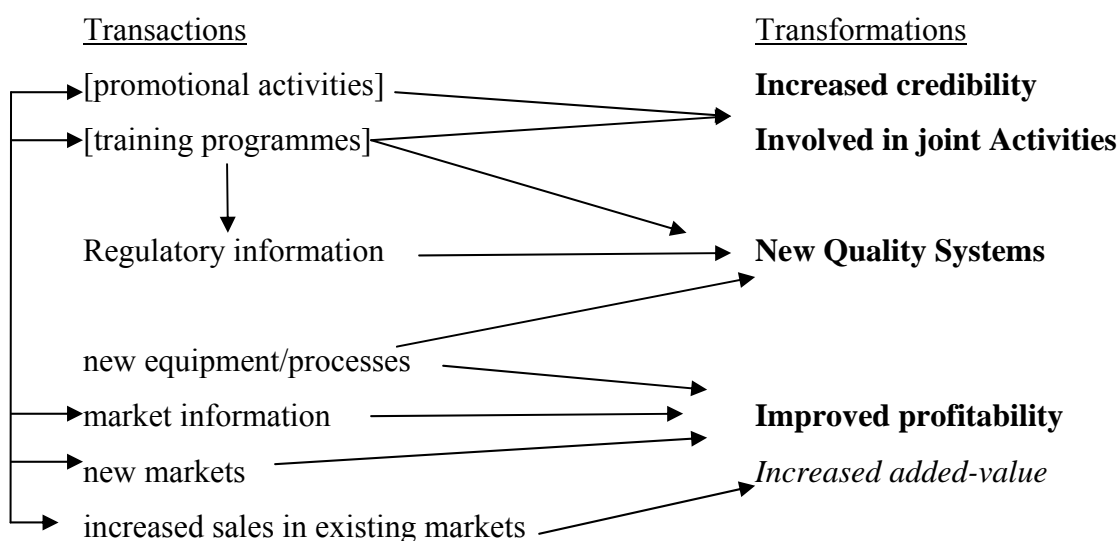 Transactions Transformations
[promotional activities] Increased credibility
[training programmes] Involved in joint Activities
Regulatory information New Quality Systems
new equipment/processes
market information Improved profitability
new markets Increased added-value
increased sales in existing markets